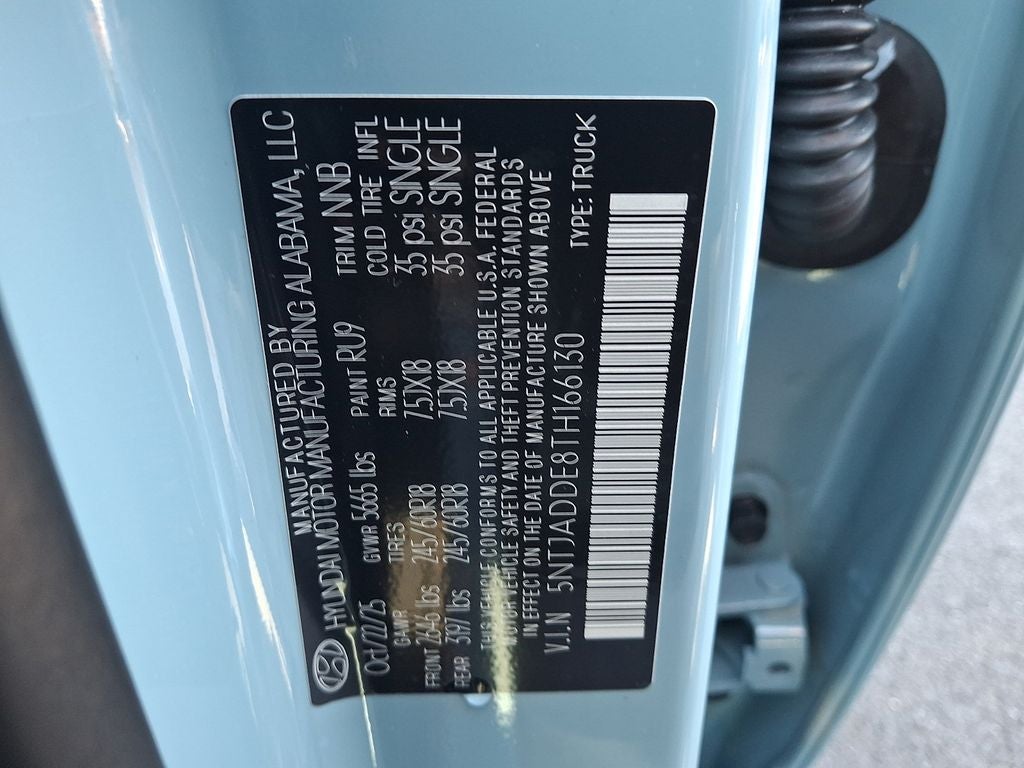 MANUFACTURED BY
HYUNDAI MOTOR MANUFACTURING ALABAMA, LLC
Oct/07/25 GVWR 5665 lbs PAINT RU9 TRIM NNB
GAWR TIRES RIMS COLD TIRE INFL
FRONT 2646 lbs 245/60R18 7.5JX18 35 psi SINGLE
REAR 3197 lbs 245/60R18 7.5JX18 35 psi SINGLE
THIS VEHICLE CONFORMS TO ALL APPLICABLE U.S.A. FEDERAL
MOTOR VEHICLE SAFETY AND THEFT PREVENTION STANDARDS
IN EFFECT ON THE DATE OF MANUFACTURE SHOWN ABOVE
V.I.N 5NTJADDE8TH166130 TYPE: TRUCK